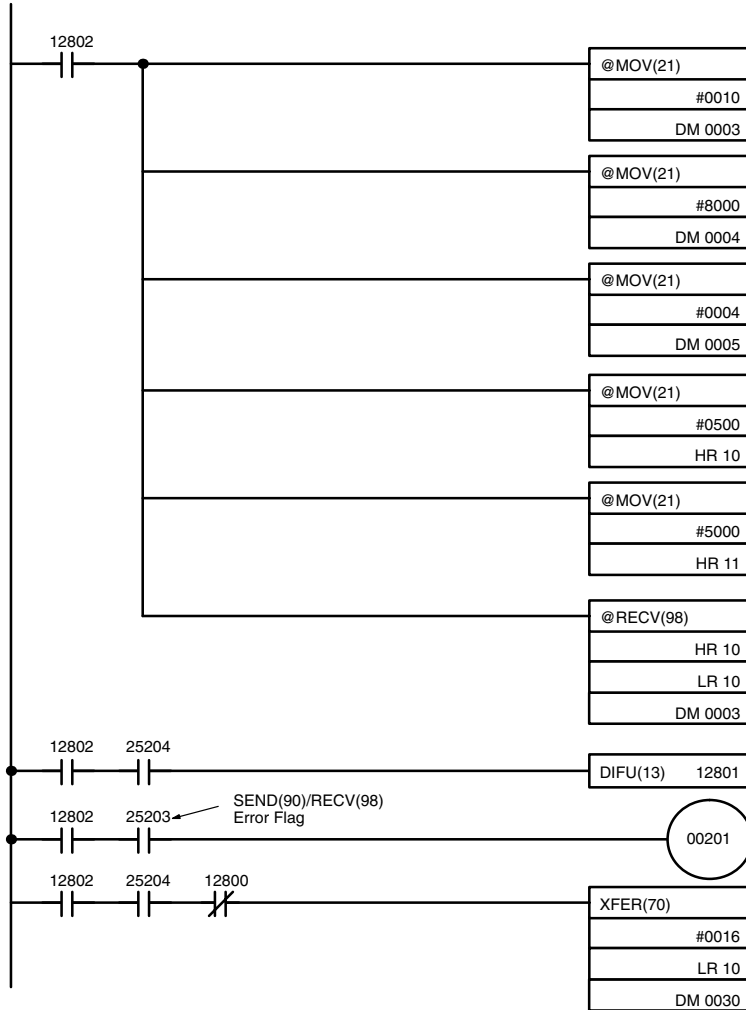 12802
@MOV(21)
#0010
DM 0003
@MOV(21)
#8000
DM 0004
@MOV(21)
#0004
DM 0005
@MOV(21)
#0500
HR 10
@MOV(21)
#5000
HR 11
@RECV(98)
HR 10
LR 10
DM 0003
12802 25204
DIFU(13) 12801
12802 25203 SEND(90)/RECV(98)
Error Flag
00201
12802 25204 12800
XFER(70)
#0016
LR 10
DM 0030